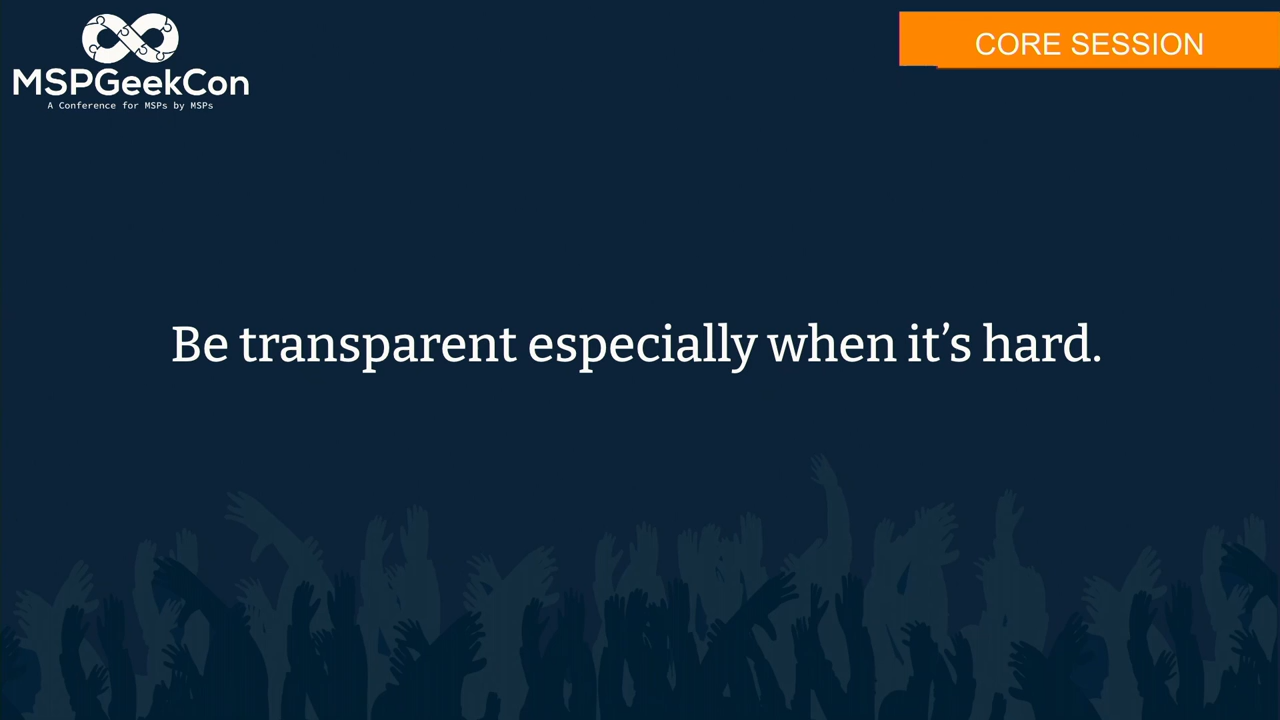 MSPGeekCon
A Conference for MSPs by MSPs
CORE SESSION
Be transparent especially when it’s hard.